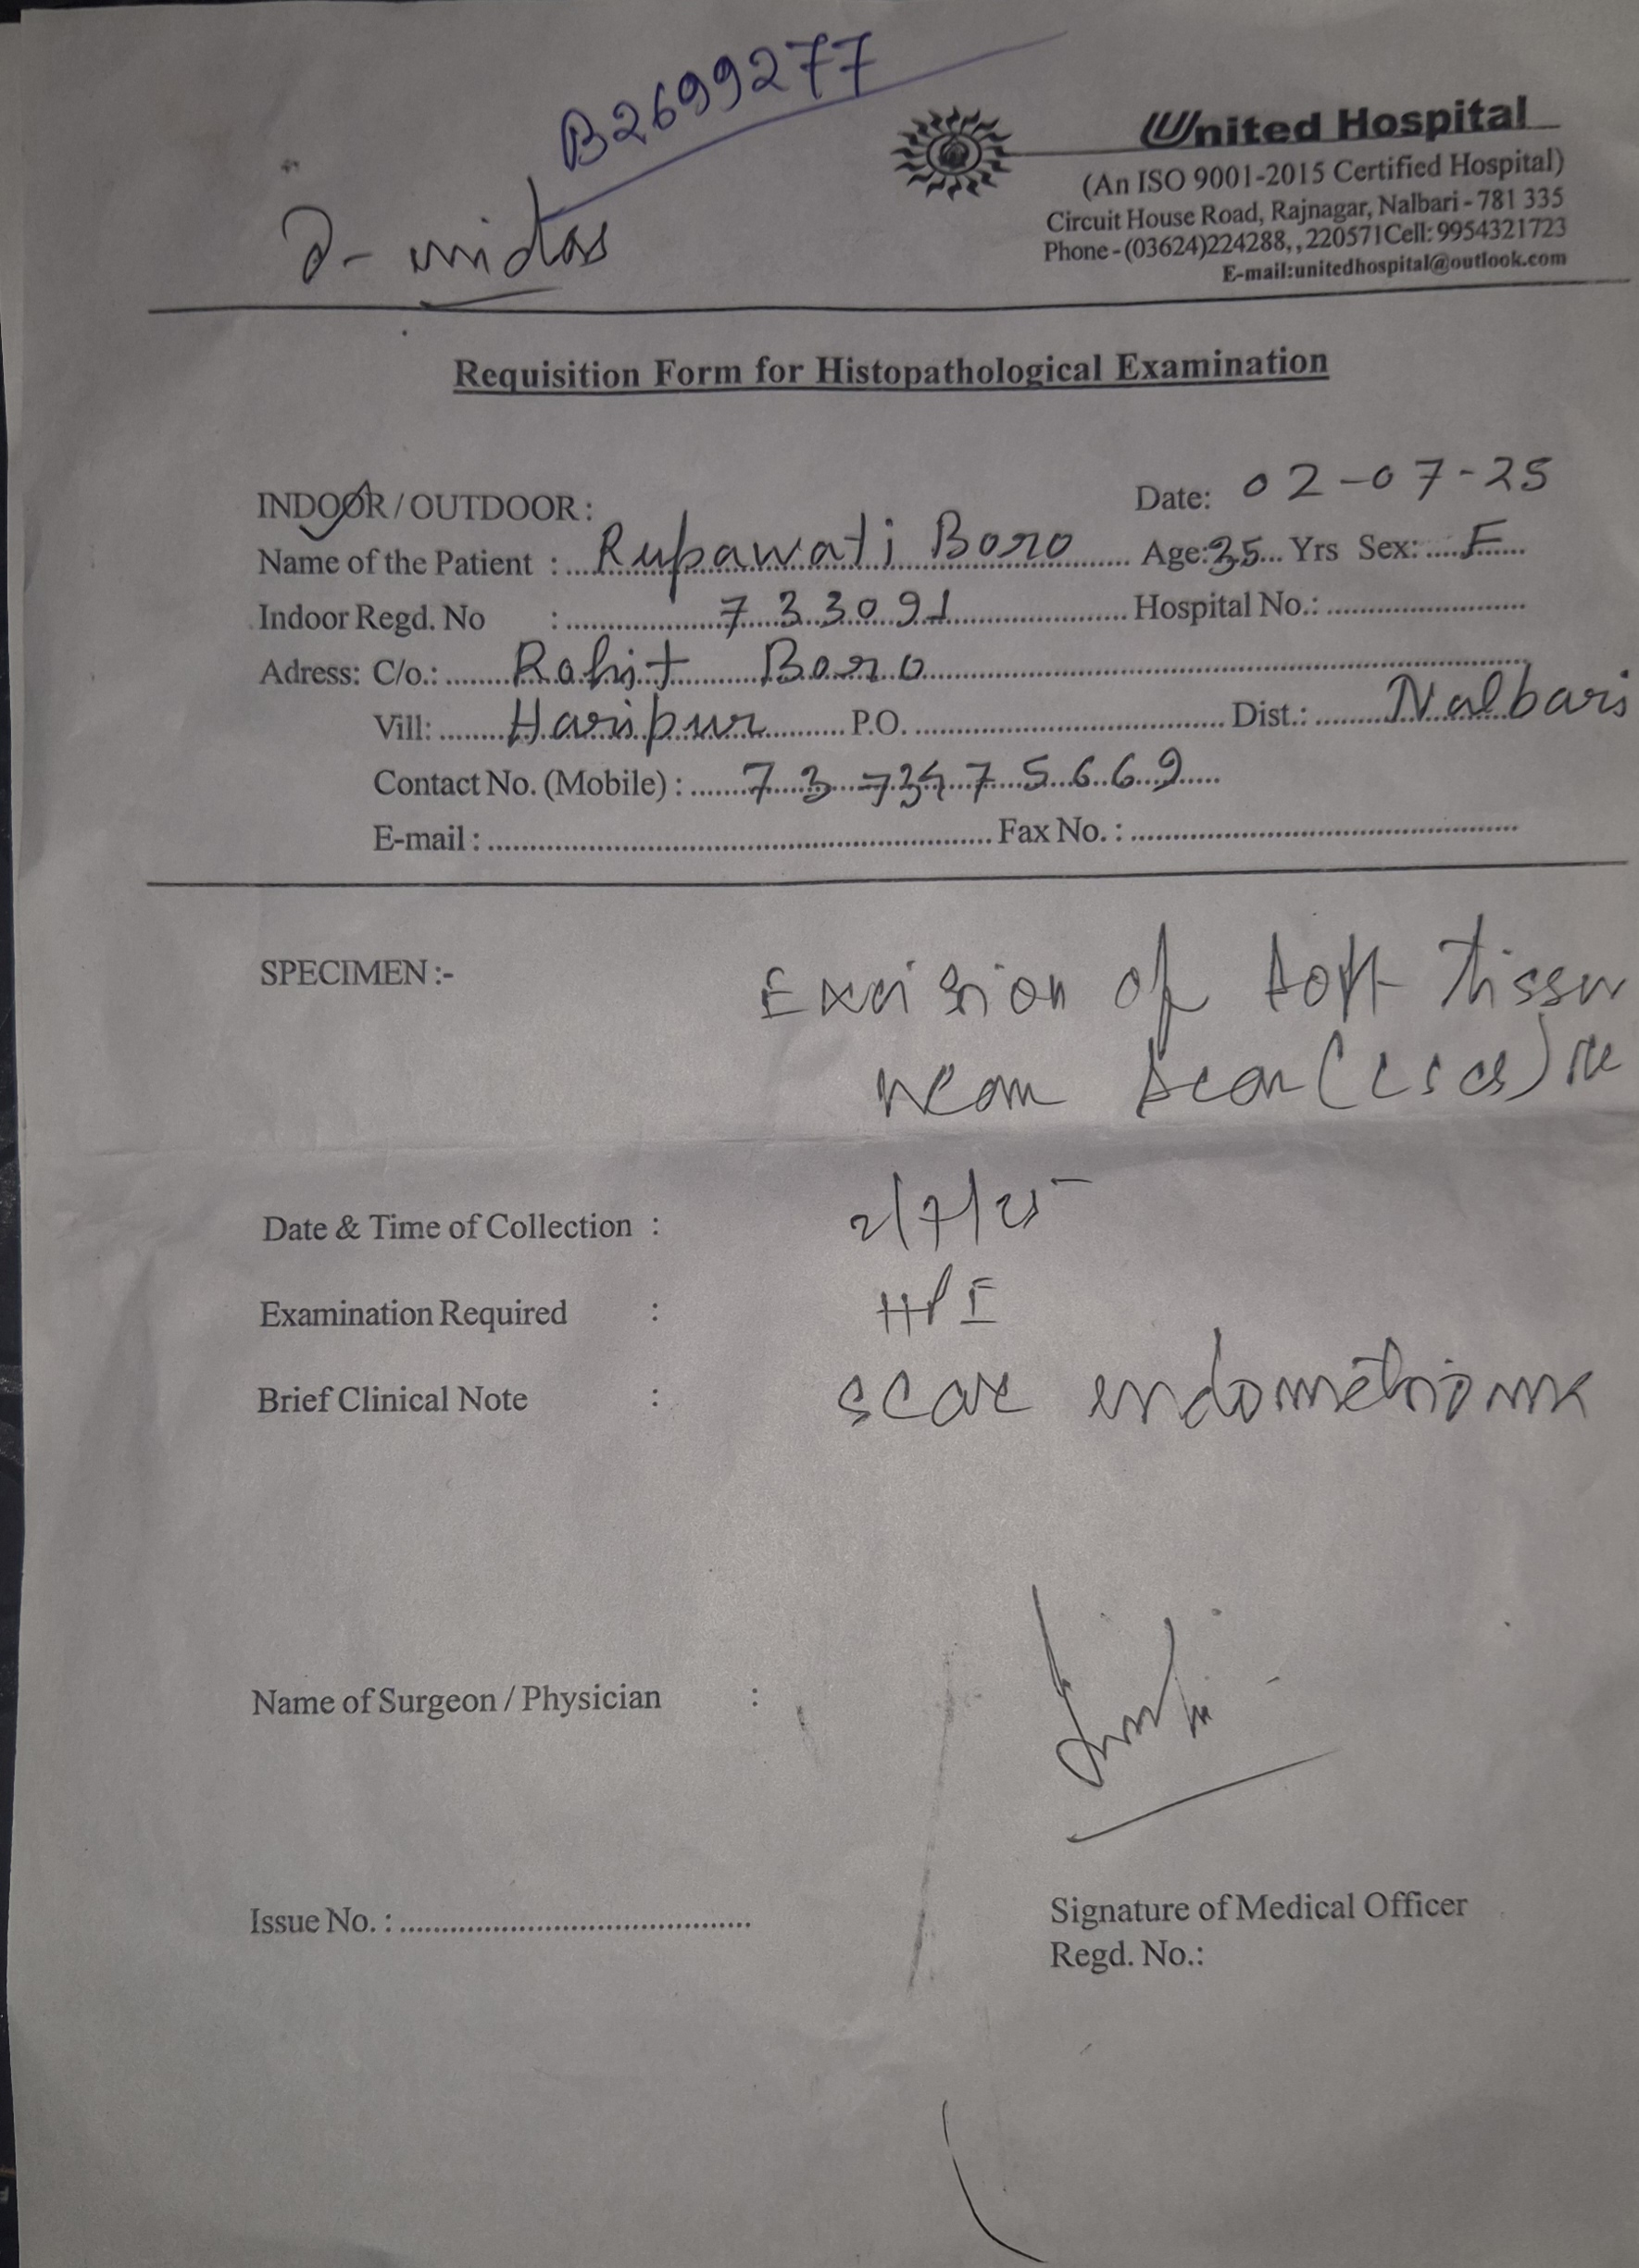 B2699277
United Hospital
(An ISO 9001-2015 Certified Hospital)
Circuit House Road, Rajnagar, Nalbari - 781 335
Phone - (03624)224288, , 220571Cell: 9954321723
E-mail:unitedhospital@outlook.com
Requisition Form for Histopathological Examination
INDOOR / OUTDOOR :
Date: 02-07-25
Name of the Patient : Rupawati Boro Age: 35 Yrs Sex: F
Indoor Regd. No : 733091 Hospital No.:
Adress: C/o.: Rohit Boro
Vill: Haripur P.O. Dist.: Nalbari
Contact No. (Mobile) :
E-mail : Fax No. :
SPECIMEN :- Excision of soft tissue
near scar (LSCS)
Date & Time of Collection : 2/7/25
Examination Required : HPE
Brief Clinical Note : scar endometrioma
Name of Surgeon / Physician :
Issue No. :
Signature of Medical Officer
Regd. No.: